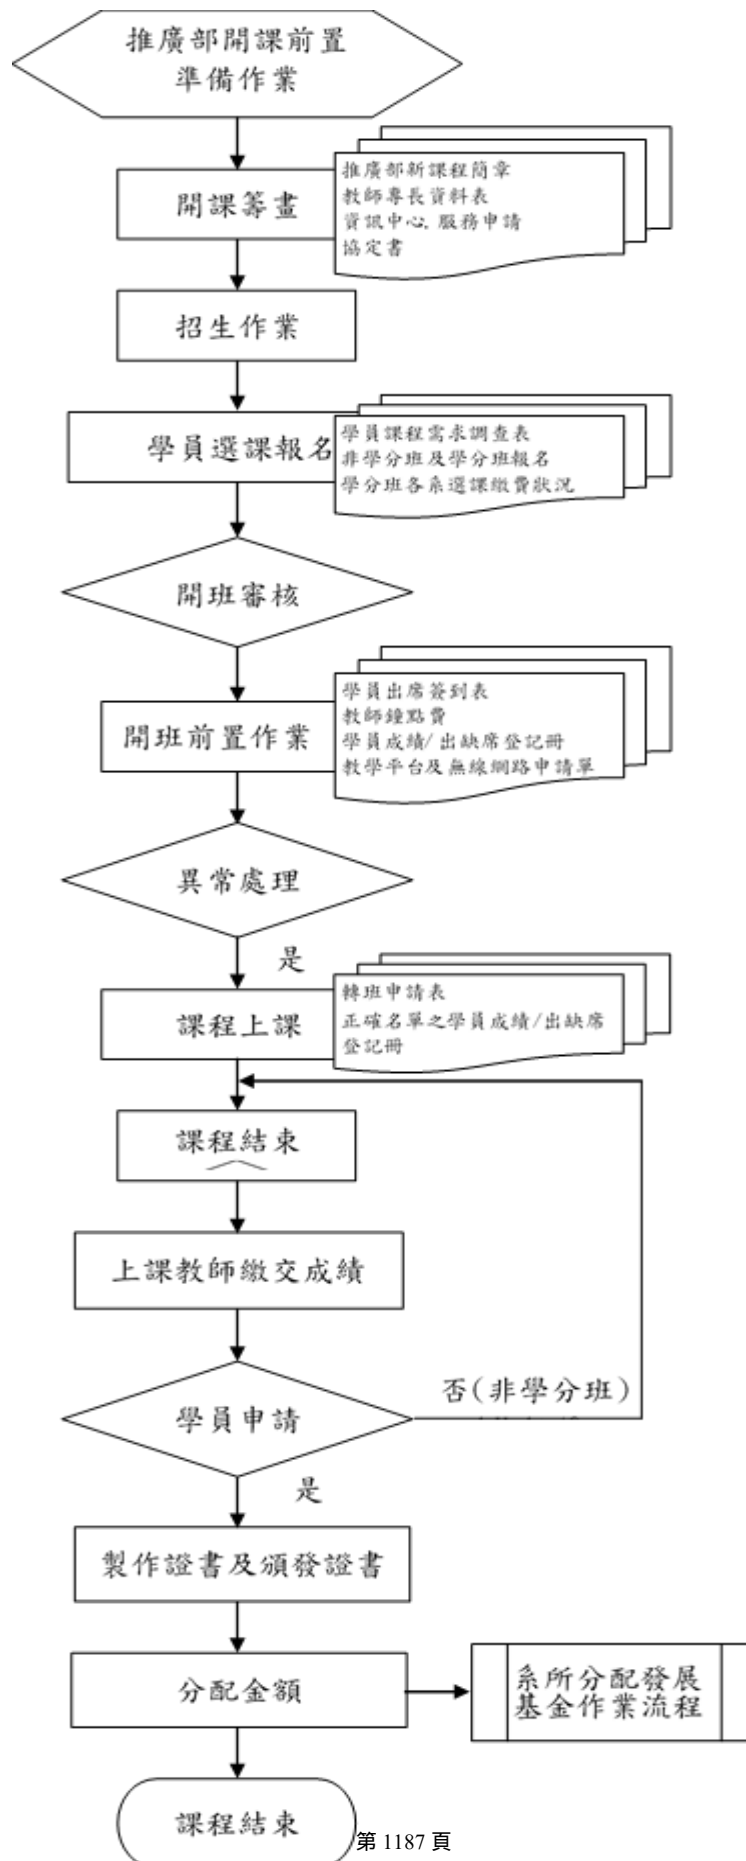 推廣部開課前置
準備作業
開課籌畫
推廣部新課程簡章
教師專長資料表
資訊中心, 服務申請
協定書
招生作業
學員選課報名
學員課程需求調查表
非學分班及學分班報名
學分班各系選課繳費狀況
開班審核
開班前置作業
學員出席簽到表
教師鐘點費
學員成績/出缺席登記冊
教學平台及無線網路申請單
異常處理
是
課程上課
轉班申請表
正確名單之學員成績/出缺席
登記冊
課程結束
上課教師繳交成績
學員申請
否(非學分班)
是
製作證書及頒發證書
分配金額
系所分配發展
基金作業流程
課程結束
第 1187 頁